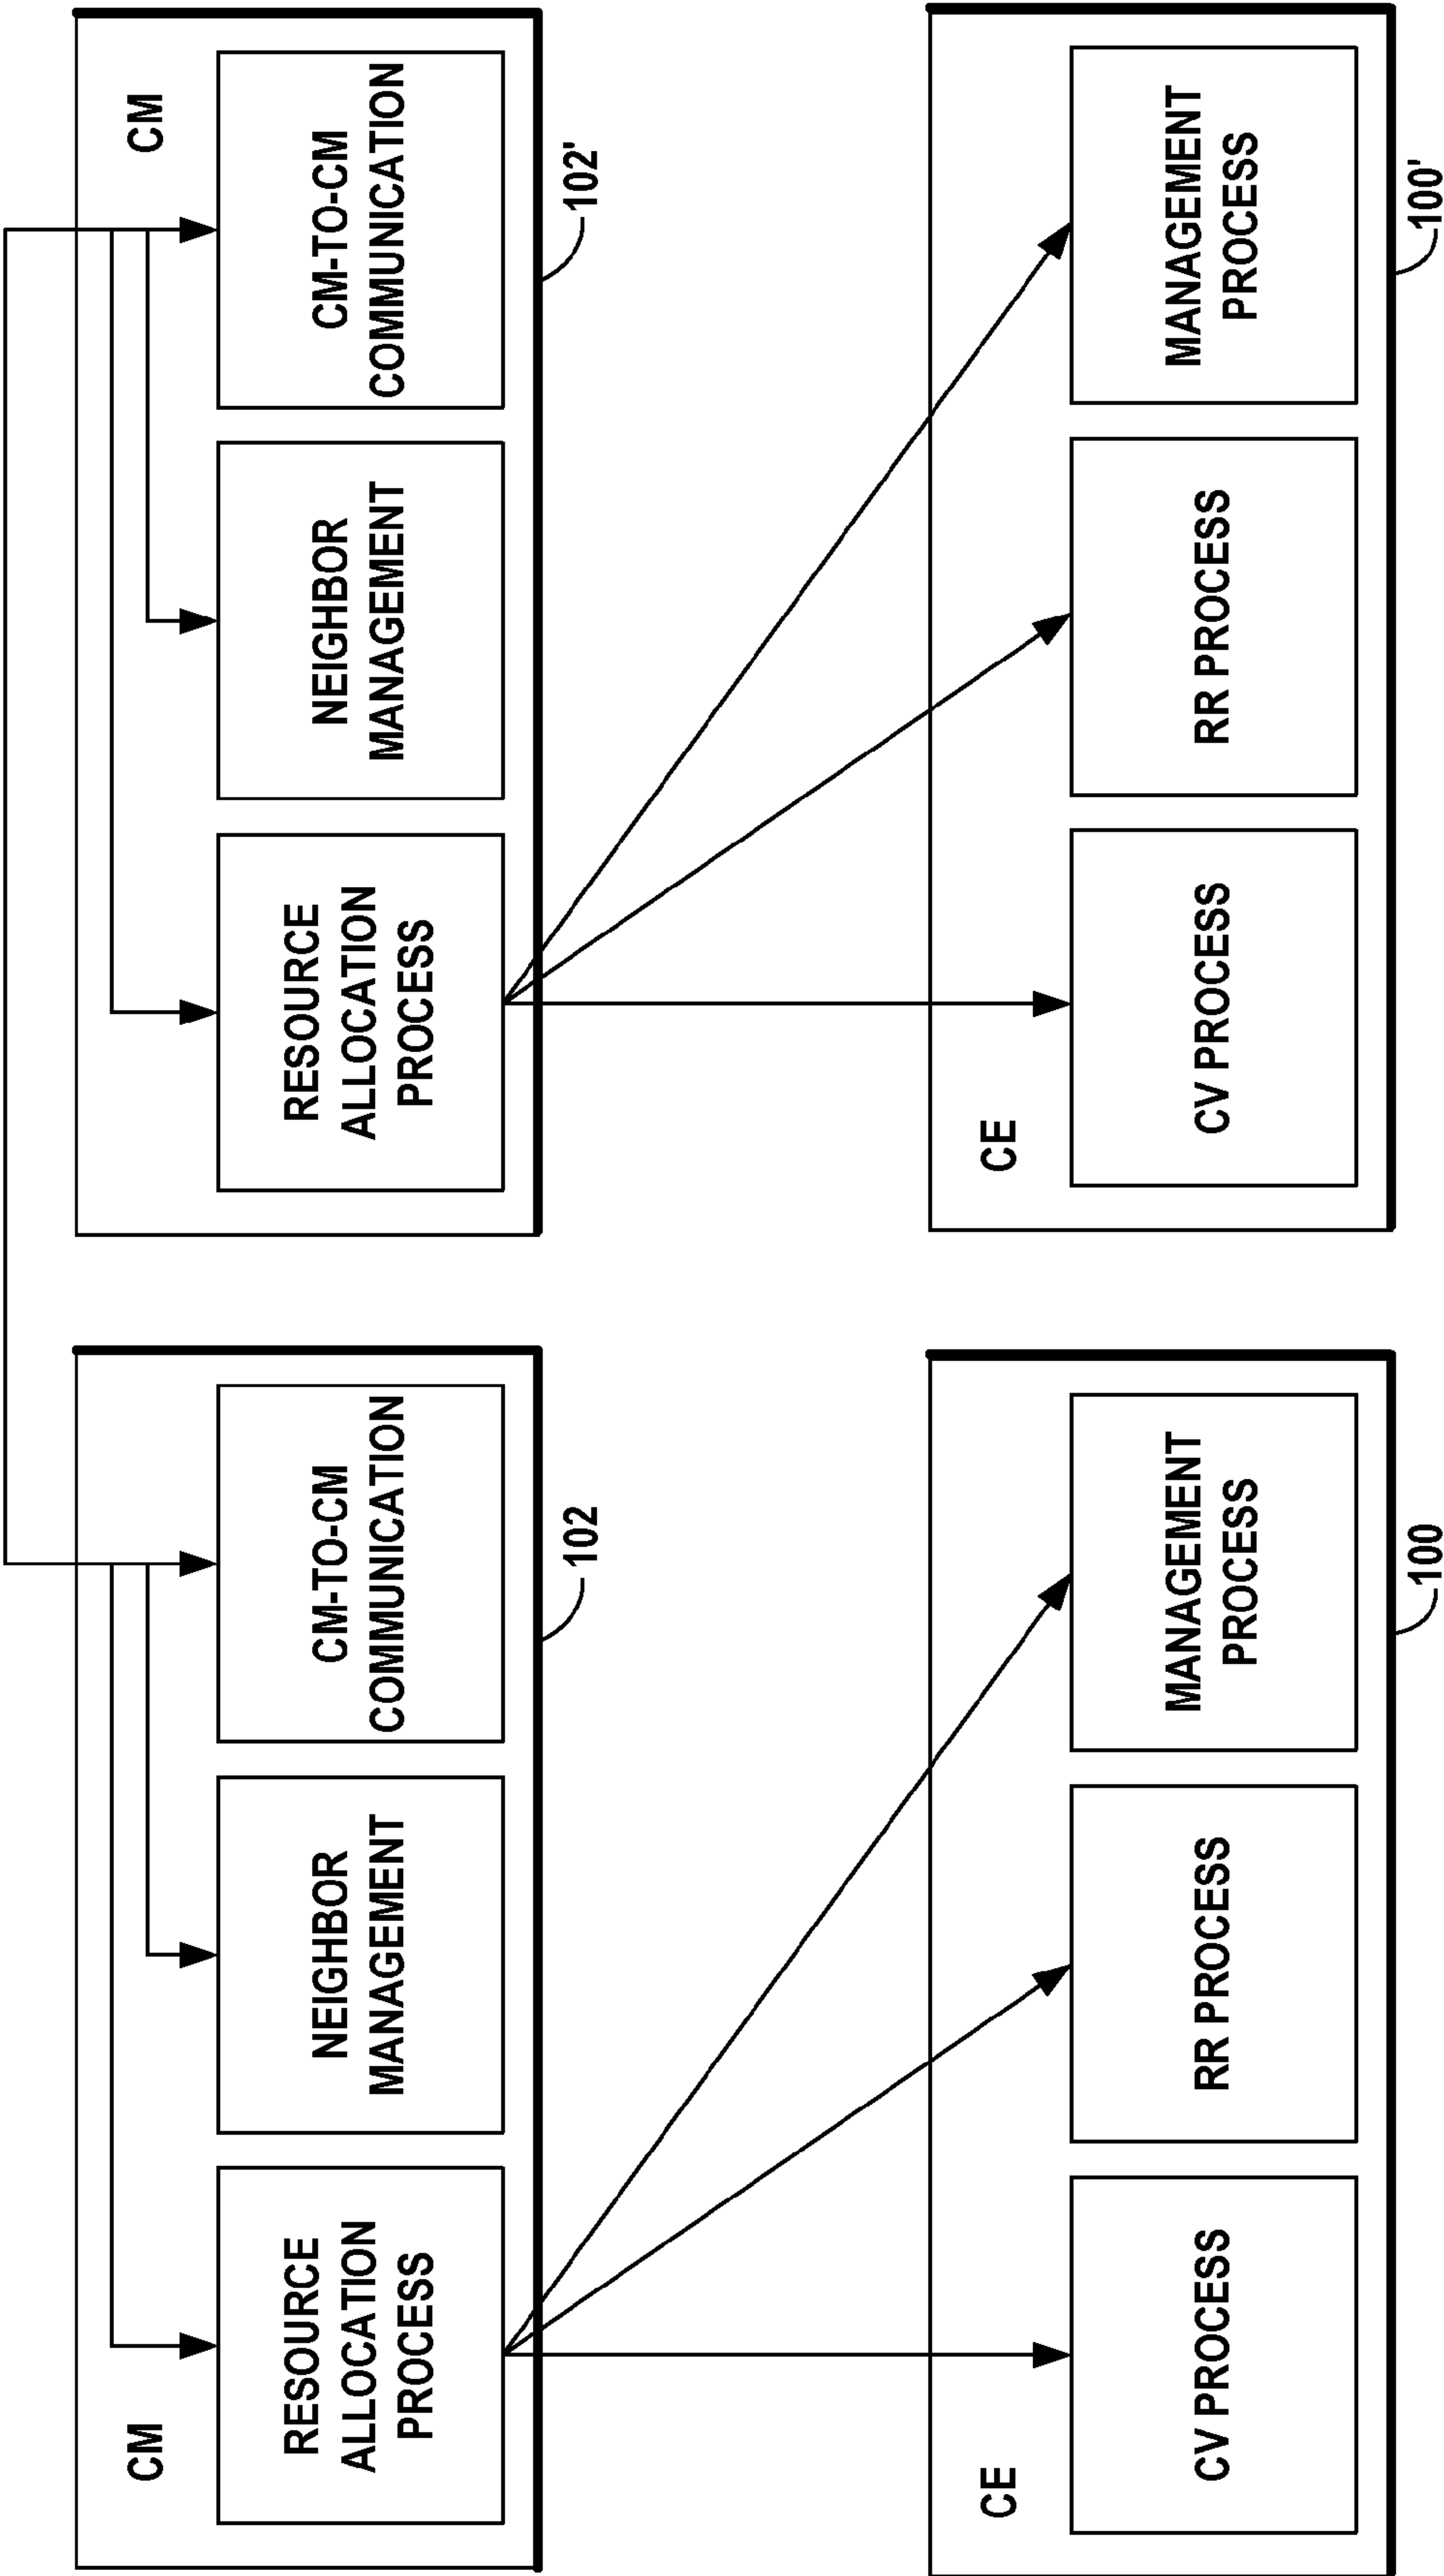 CM
RESOURCE
ALLOCATION
PROCESS
NEIGHBOR
MANAGEMENT
CM-TO-CM
COMMUNICATION
102
CM
RESOURCE
ALLOCATION
PROCESS
NEIGHBOR
MANAGEMENT
CM-TO-CM
COMMUNICATION
102'
CE
CV PROCESS
RR PROCESS
MANAGEMENT
PROCESS
100
CE
CV PROCESS
RR PROCESS
MANAGEMENT
PROCESS
100'